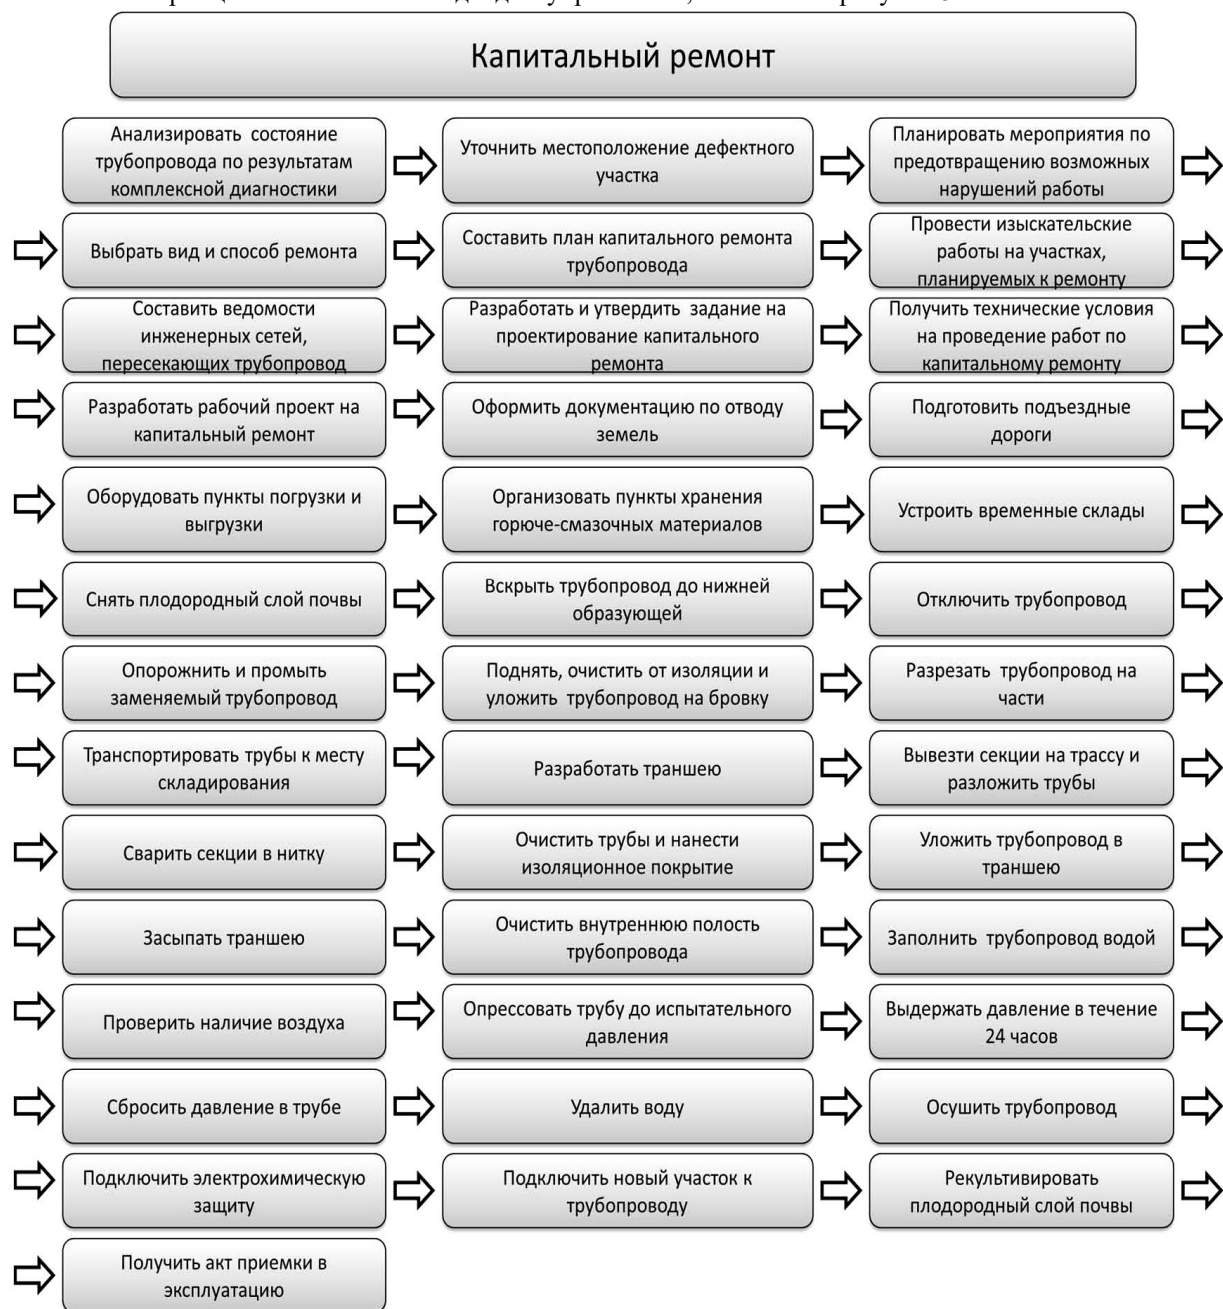 Капитальный ремонт
Анализировать состояние
трубопровода по результатам
комплексной диагностики
Уточнить местоположение дефектного
участка
Планировать мероприятия по
предотвращению возможных
нарушений работы
Выбрать вид и способ ремонта
Составить план капитального ремонта
трубопровода
Провести изыскательские
работы на участках,
планируемых к ремонту
Составить ведомости
инженерных сетей,
пересекающих трубопровод
Разработать и утвердить задание на
проектирование капитального
ремонта
Получить технические условия
на проведение работ по
капитальному ремонту
Разработать рабочий проект на
капитальный ремонт
Оформить документацию по отводу
земель
Подготовить подъездные
дороги
Оборудовать пункты погрузки и
выгрузки
Организовать пункты хранения
горюче-смазочных материалов
Устроить временные склады
Снять плодородный слой почвы
Вскрыть трубопровод до нижней
образующей
Отключить трубопровод
Опорожнить и промыть
заменяемый трубопровод
Поднять, очистить от изоляции и
уложить трубопровод на бровку
Разрезать трубопровод на
части
Транспортировать трубы к месту
складирования
Разработать траншею
Вывезти секции на трассу и
разложить трубы
Сварить секции в нитку
Очистить трубы и нанести
изоляционное покрытие
Уложить трубопровод в
траншею
Засыпать траншею
Очистить внутреннюю полость
трубопровода
Заполнить трубопровод водой
Проверить наличие воздуха
Опрессовать трубу до испытательного
давления
Выдержать давление в течение
24 часов
Сбросить давление в трубе
Удалить воду
Осушить трубопровод
Подключить электрохимическую
защиту
Подключить новый участок к
трубопроводу
Рекультивировать
плодородный слой почвы
Получить акт приемки в
эксплуатацию